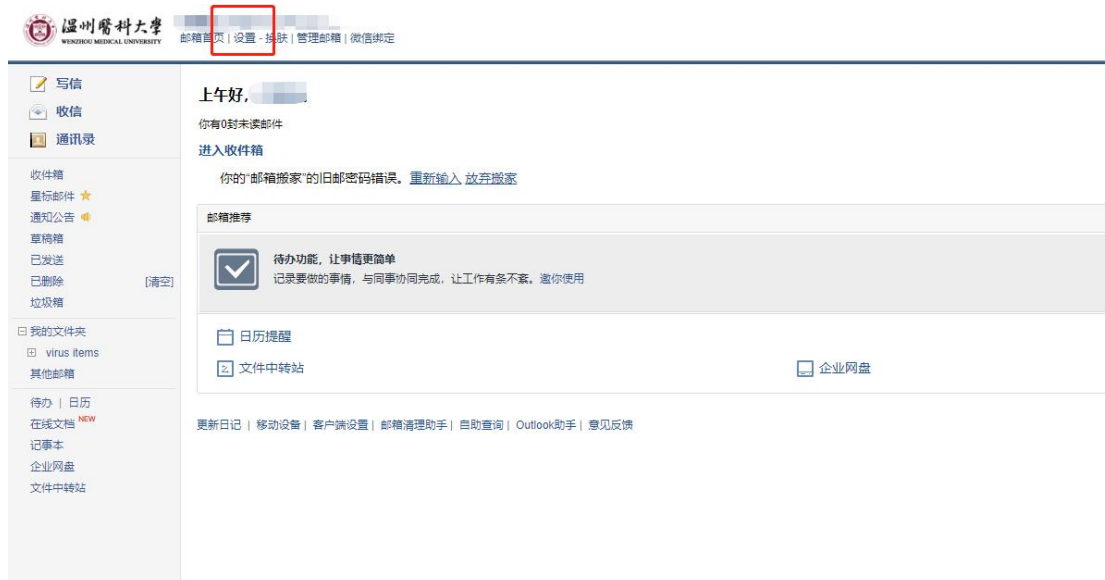 温州醫科大學
WENZHOU MEDICAL UNIVERSITY
邮箱首页 | 设置 - 换肤 | 管理邮箱 | 微信绑定
写信
收信
通讯录
收件箱
星标邮件
通知公告
草稿箱
已发送
已删除 [清空]
垃圾箱
我的文件夹
virus items
其他邮箱
待办 | 日历
在线文档 NEW
记事本
企业网盘
文件中转站
上午好,
你有0封未读邮件
进入收件箱
你的“邮箱搬家”的旧邮密码错误。重新输入 放弃搬家
邮箱推荐
待办功能，让事情更简单
记录要做的事情，与同事协同完成，让工作有条不紊。邀你使用
日历提醒
文件中转站 企业网盘
更新日记 | 移动设备 | 客户端设置 | 邮箱清理助手 | 自助查询 | Outlook助手 | 意见反馈